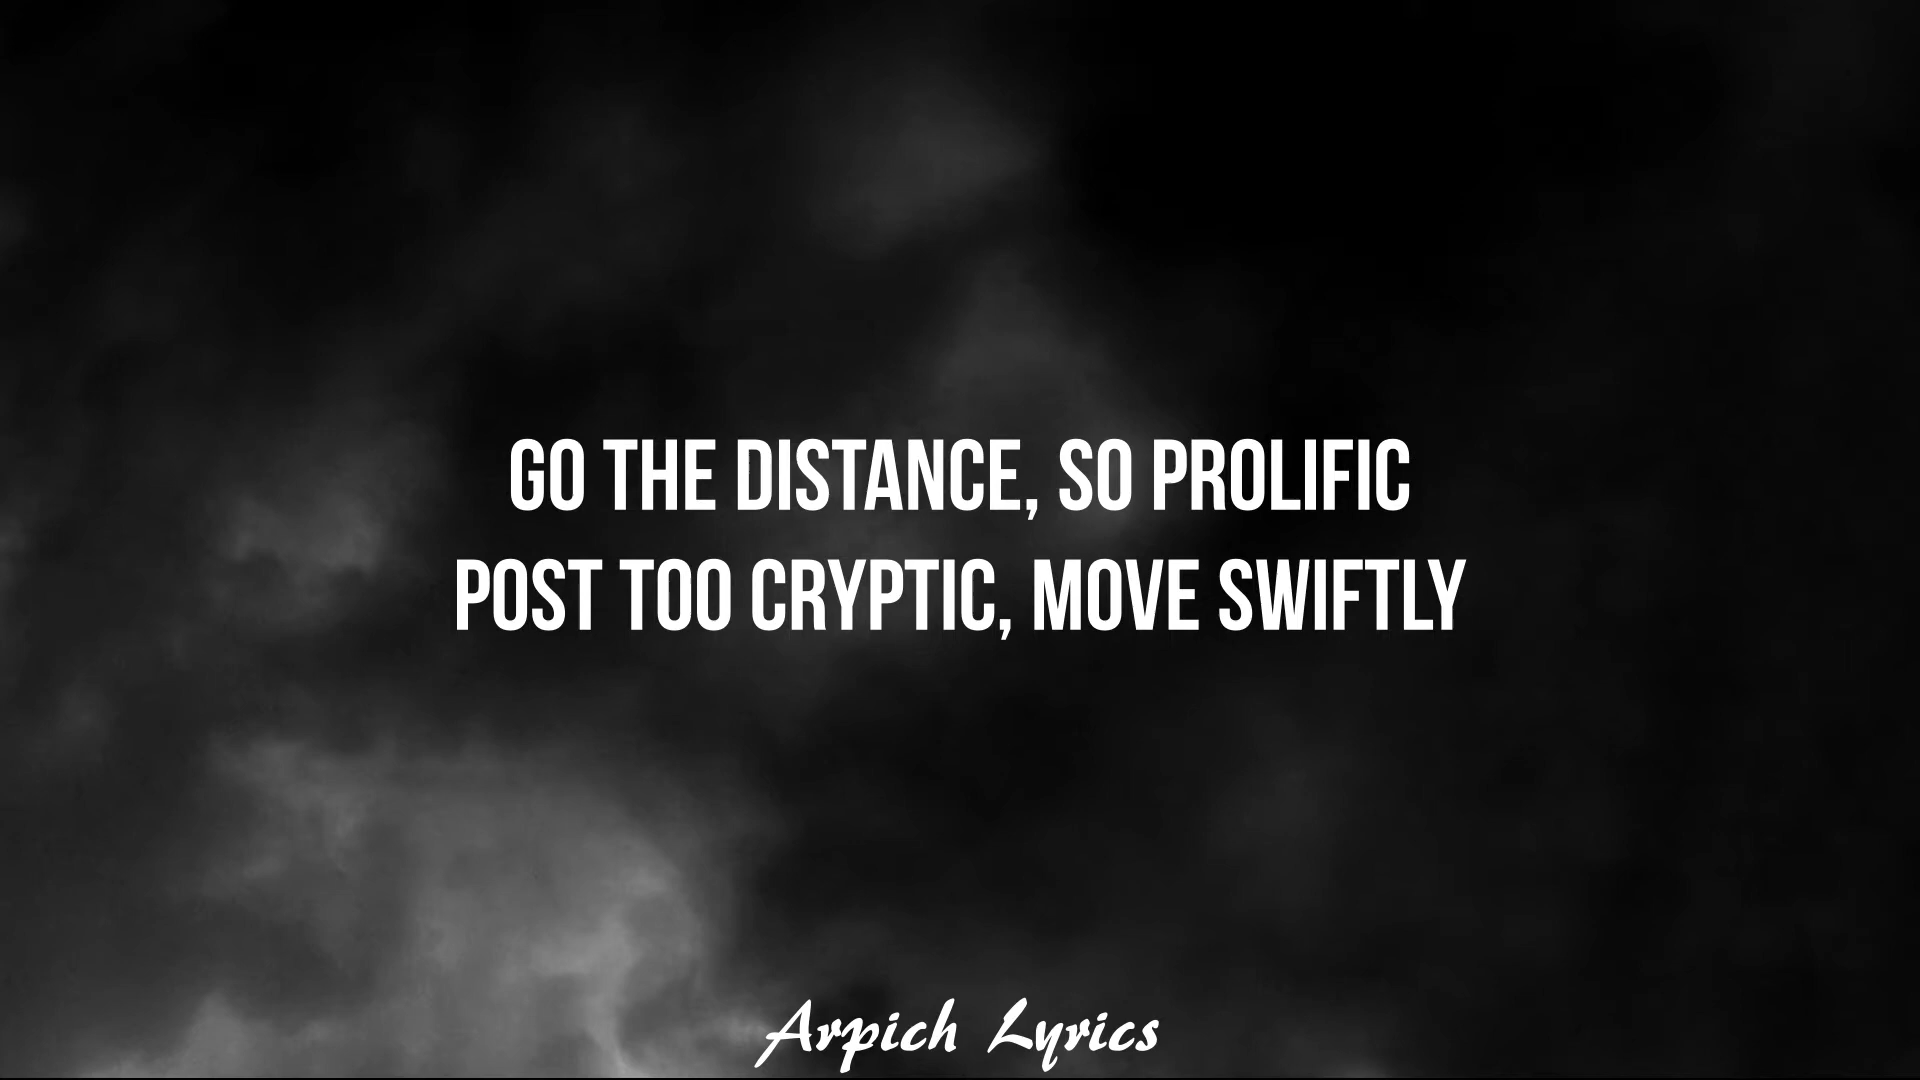 GO THE DISTANCE, SO PROLIFIC
POST TOO CRYPTIC, MOVE SWIFTLY
Arpich Lyrics